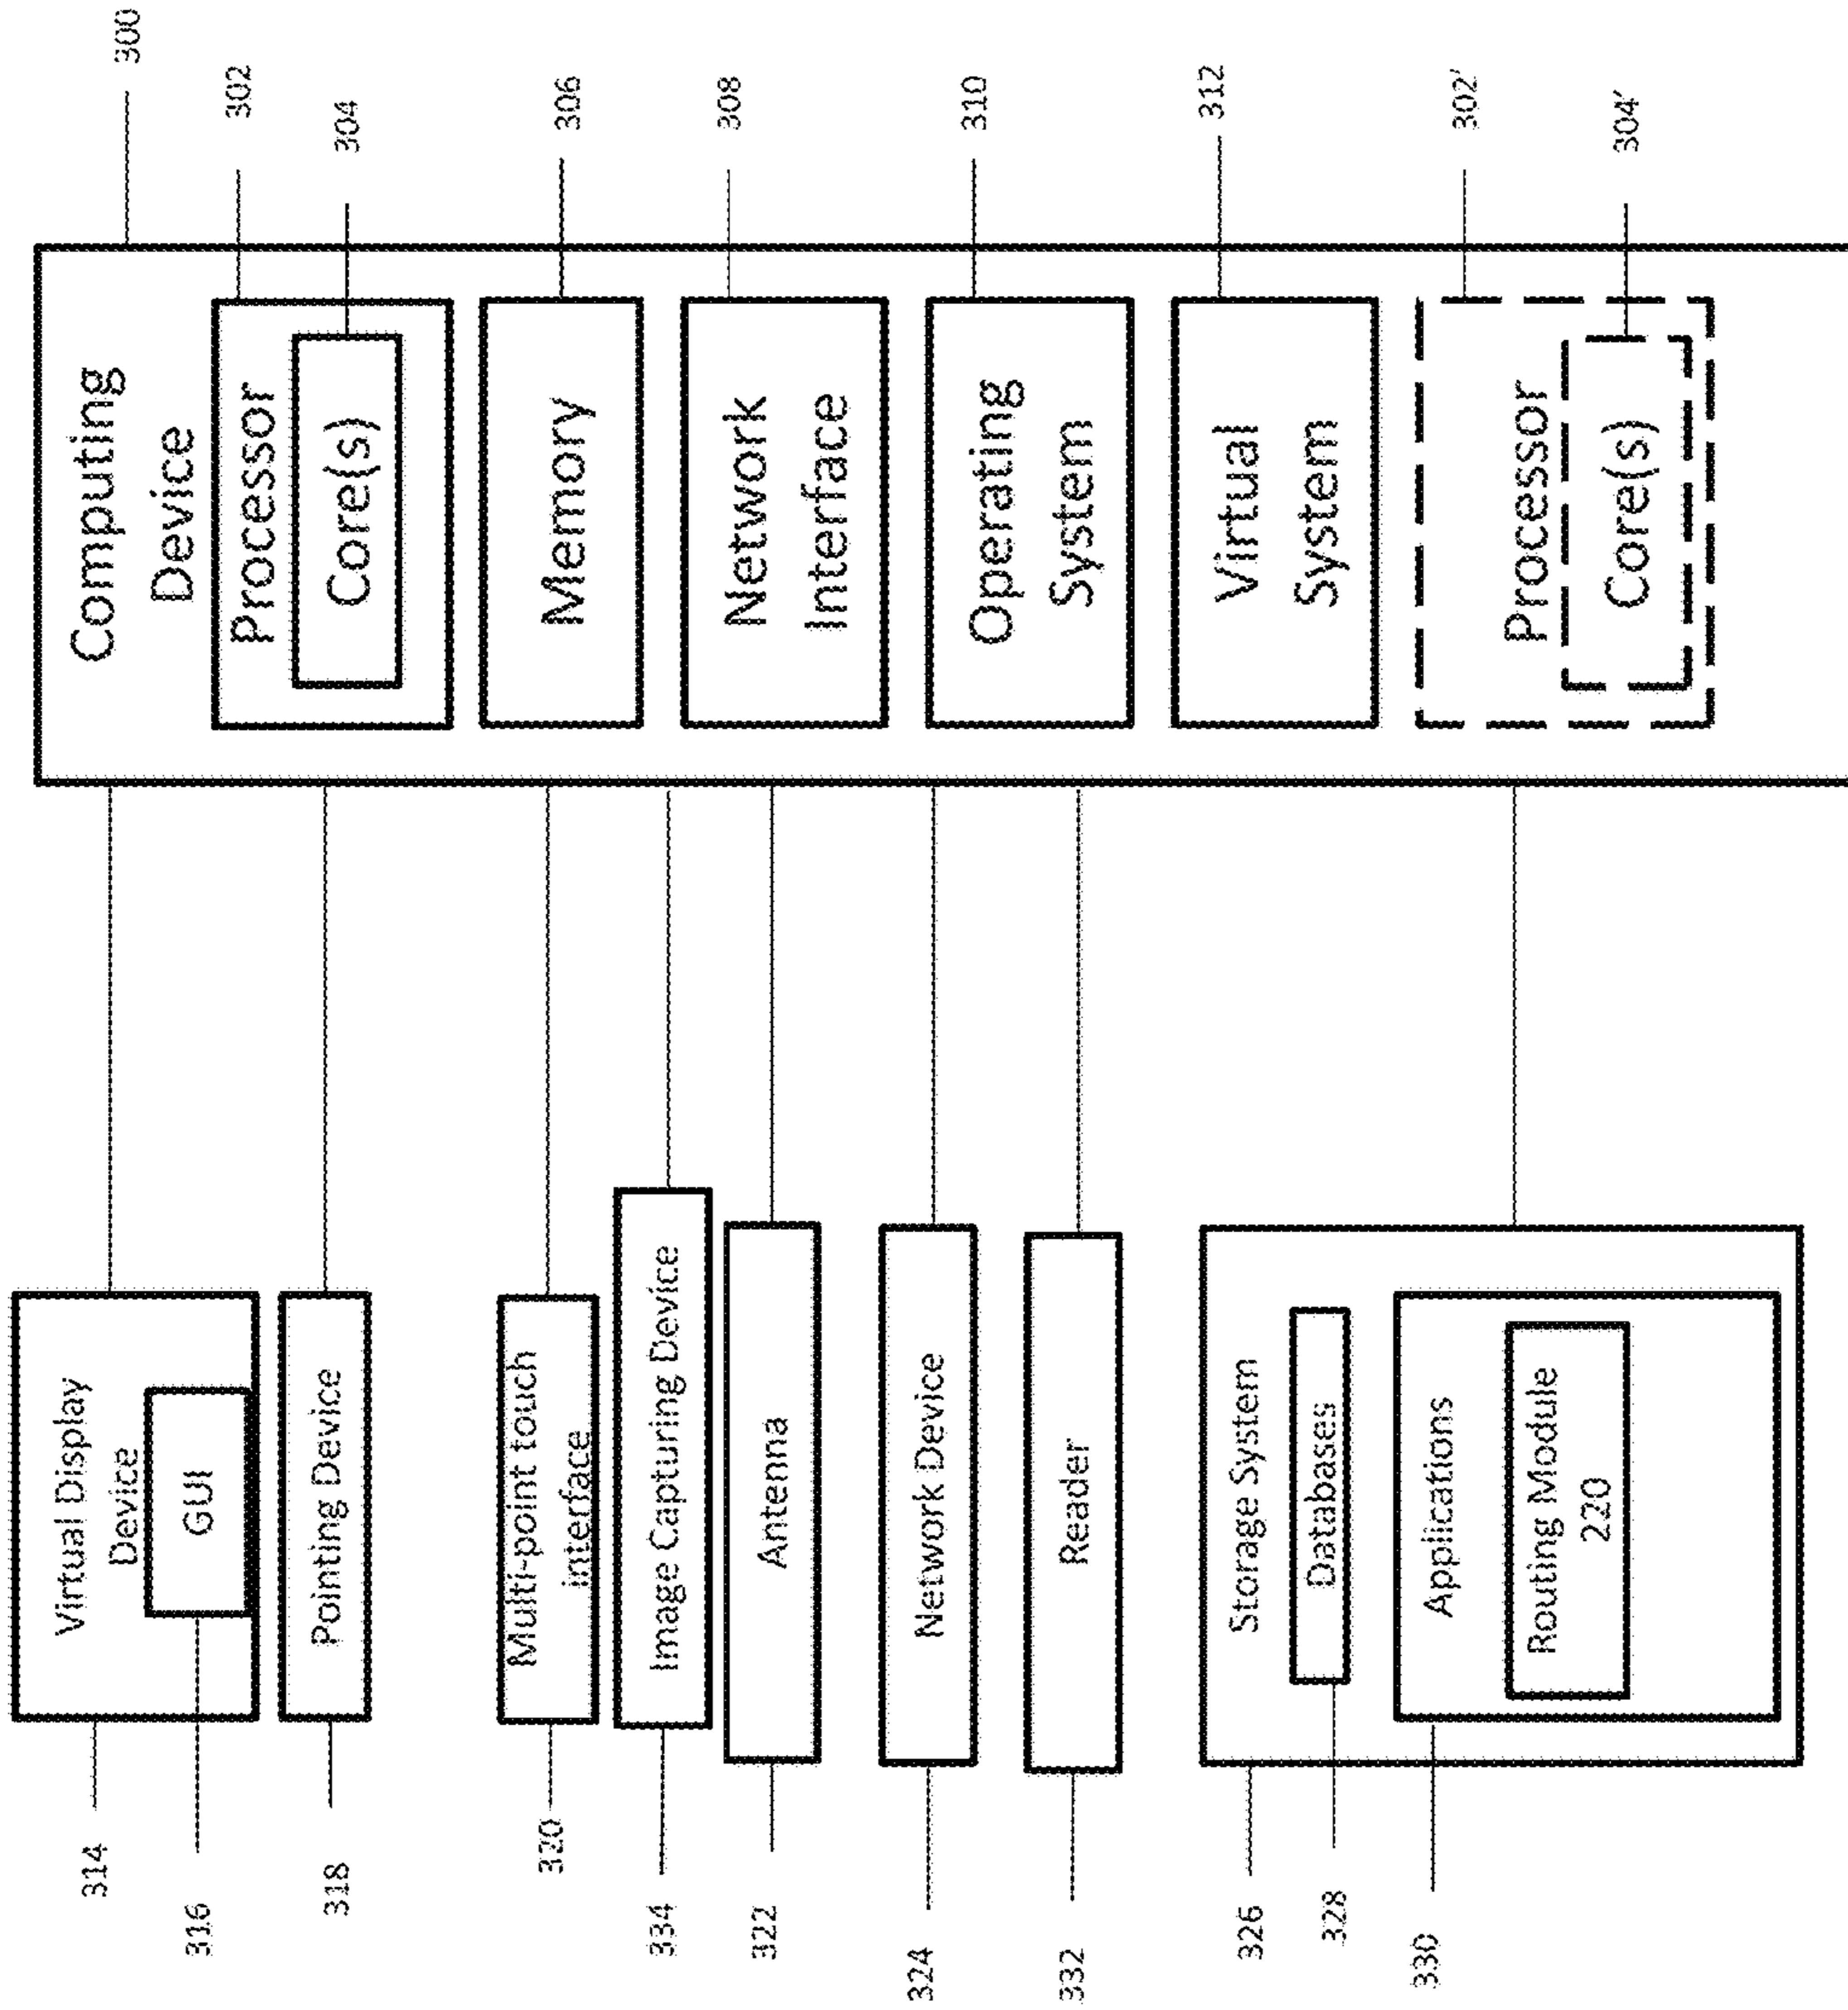 300
302
304
306
308
310
312
302'
304'
Computing
Device
Processor
Core(s)
Memory
Network
Interface
Operating
System
Virtual
System
Processor
Core(s)
Virtual Display
Device
GUI
Pointing Device
Multi-point touch
interface
Image Capturing Device
Antenna
Network Device
Reader
Storage System
Databases
Applications
Routing Module
220
314
316
318
320
334
322
324
332
326
328
330